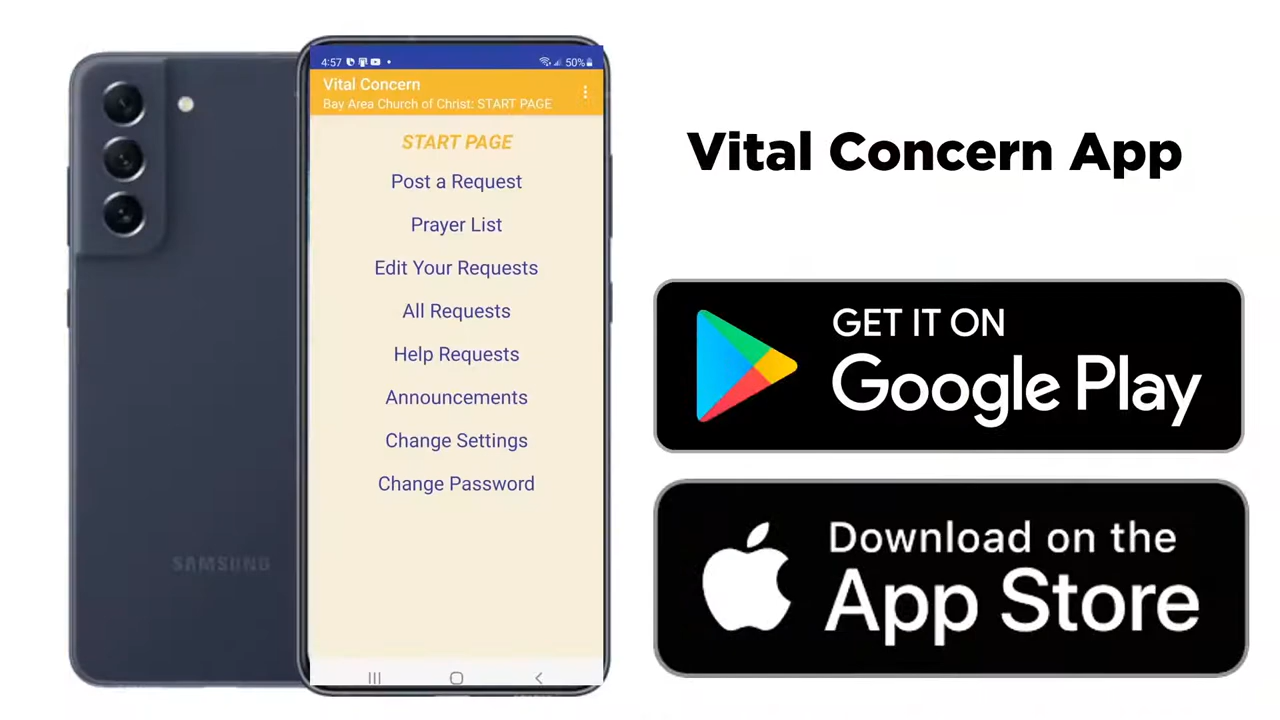 4:57
50%
Vital Concern
Bay Area Church of Christ: START PAGE
START PAGE
Post a Request
Prayer List
Edit Your Requests
All Requests
Help Requests
Announcements
Change Settings
Change Password
SAMSUNG
Vital Concern App
GET IT ON
Google Play
Download on the
App Store